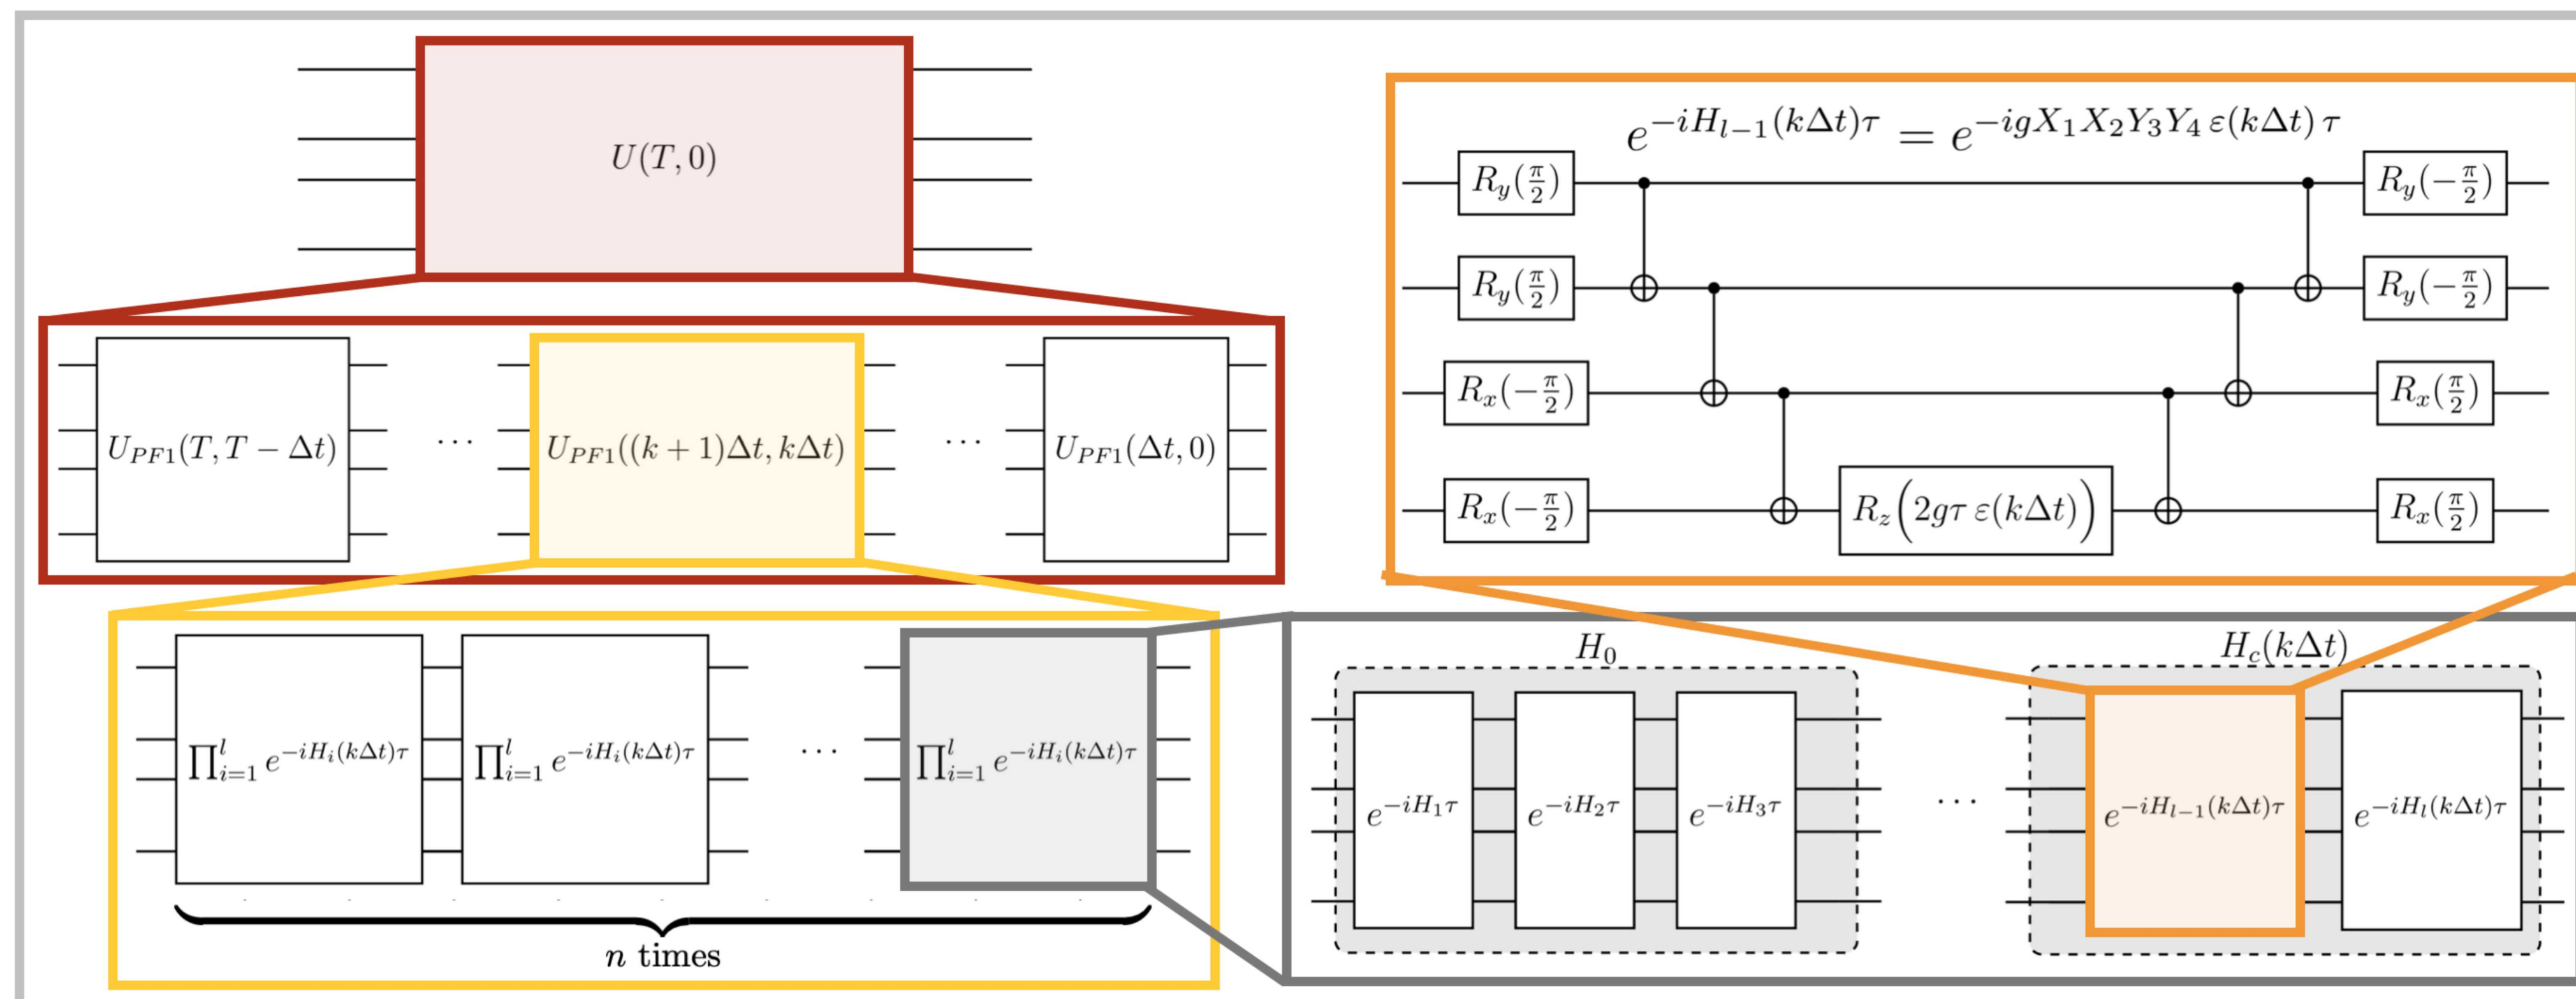 U(T, 0)
U_{PF1}(T, T − Δt)
···
U_{PF1}((k + 1)Δt, kΔt)
···
U_{PF1}(Δt, 0)
∏_{i=1}^{l} e^{−iH_i(kΔt)τ}
∏_{i=1}^{l} e^{−iH_i(kΔt)τ}
···
∏_{i=1}^{l} e^{−iH_i(kΔt)τ}
n times
e^{−iH_{l−1}(kΔt)τ} = e^{−igX_1X_2Y_3Y_4 ε(kΔt) τ}
R_y(π/2)
R_y(−π/2)
R_y(π/2)
R_y(−π/2)
R_x(−π/2)
R_x(π/2)
R_x(−π/2)
R_z(2gτ ε(kΔt))
R_x(π/2)
H_0
H_c(kΔt)
e^{−iH_1τ}
e^{−iH_2τ}
e^{−iH_3τ}
···
e^{−iH_{l−1}(kΔt)τ}
e^{−iH_l(kΔt)τ}